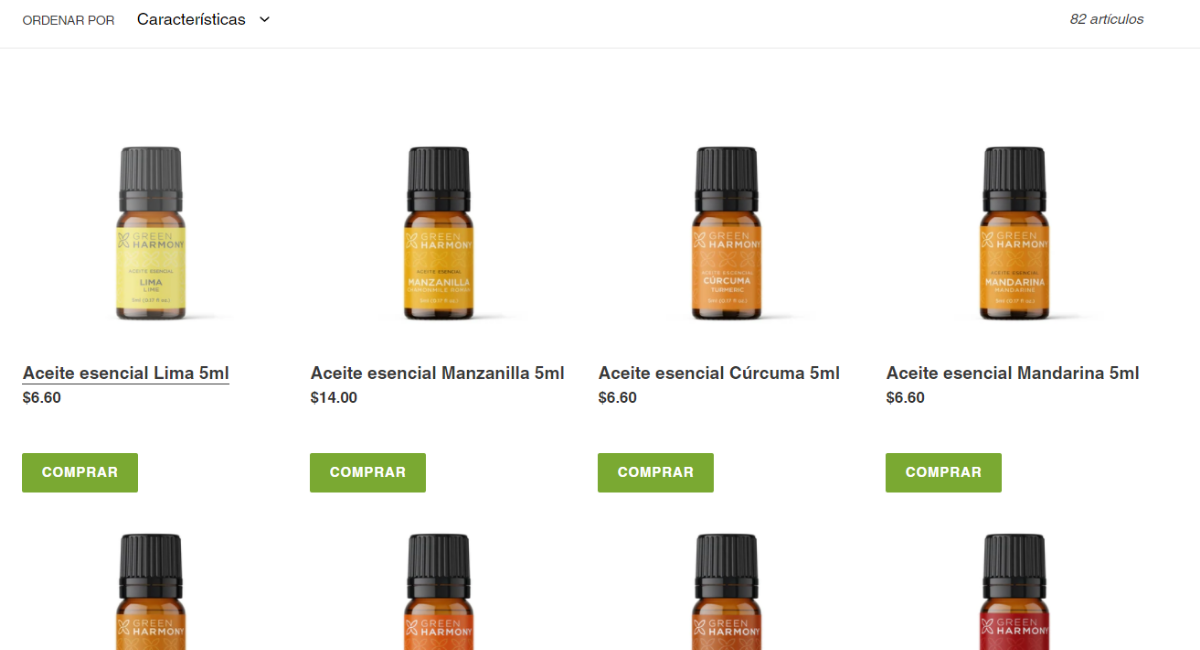 ORDENAR POR Características 82 artículos
GREEN HARMONY
ACEITE ESENCIAL
LIMA
LIME
5ml (0.17 fl oz.)
GREEN HARMONY
ACEITE ESENCIAL
MANZANILLA
5ml (0.17 fl oz.)
GREEN HARMONY
ACEITE ESCENCIAL
CÚRCUMA
TURMERIC
5ml (0.17 fl oz.)
GREEN HARMONY
ACEITE ESENCIAL
MANDARINA
MANDARINE
5ml (0.17 fl oz.)
Aceite esencial Lima 5ml
$6.60
COMPRAR
Aceite esencial Manzanilla 5ml
$14.00
COMPRAR
Aceite esencial Cúrcuma 5ml
$6.60
COMPRAR
Aceite esencial Mandarina 5ml
$6.60
COMPRAR
GREEN HARMONY
GREEN HARMONY
GREEN HARMONY
GREEN HARMONY